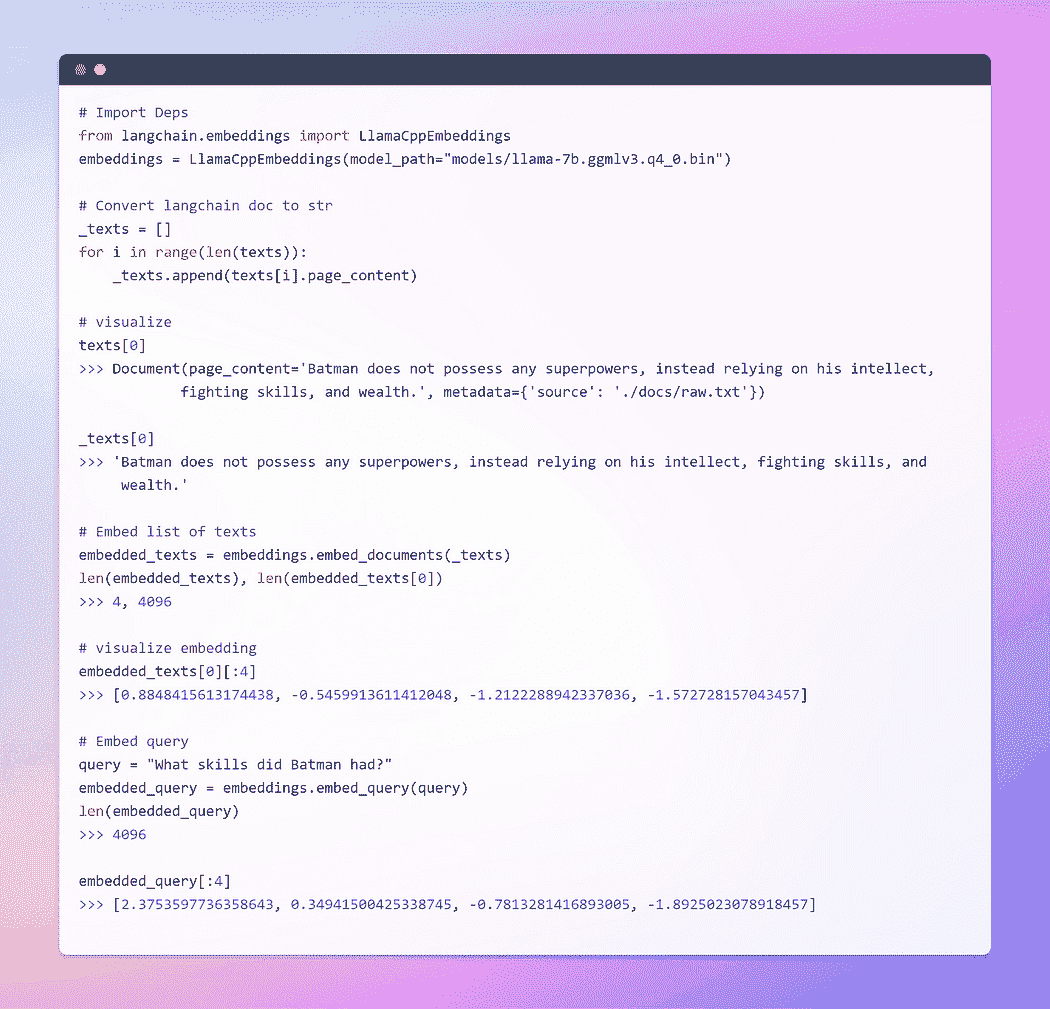 # Import Deps
from langchain.embeddings import LlamaCppEmbeddings
embeddings = LlamaCppEmbeddings(model_path="models/llama-7b.ggmlv3.q4_0.bin")
# Convert langchain doc to str
_texts = []
for i in range(len(texts)):
    _texts.append(texts[i].page_content)
# visualize
texts[0]
>>> Document(page_content='Batman does not possess any superpowers, instead relying on his intellect,
            fighting skills, and wealth.', metadata={'source': './docs/raw.txt'})
_texts[0]
>>> 'Batman does not possess any superpowers, instead relying on his intellect, fighting skills, and
     wealth.'
# Embed list of texts
embedded_texts = embeddings.embed_documents(_texts)
len(embedded_texts), len(embedded_texts[0])
>>> 4, 4096
# visualize embedding
embedded_texts[0][:4]
>>> [0.8848415613174438, -0.5459913611412048, -1.2122288942337036, -1.572728157043457]
# Embed query
query = "What skills did Batman had?"
embedded_query = embeddings.embed_query(query)
len(embedded_query)
>>> 4096
embedded_query[:4]
>>> [2.3753597736358643, 0.34941500425338745, -0.7813281416893005, -1.8925023078918457]